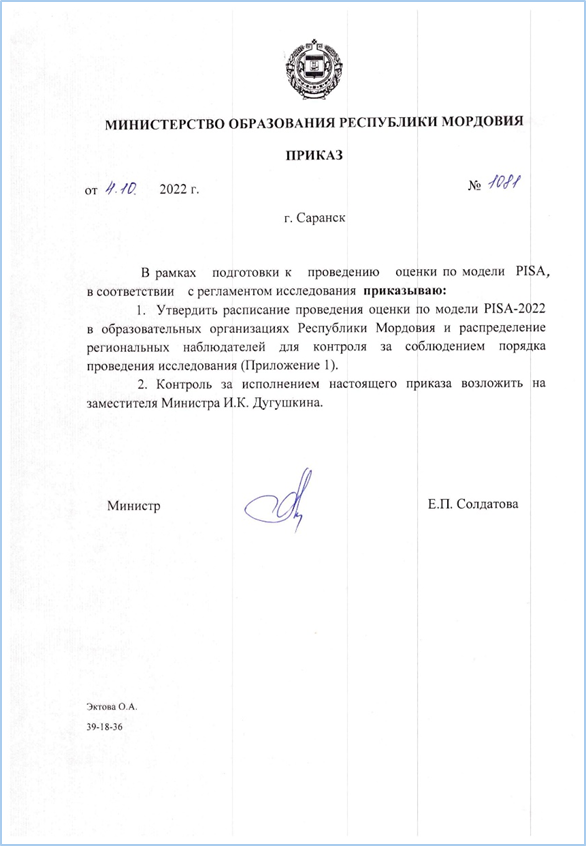 МИНИСТЕРСТВО ОБРАЗОВАНИЯ РЕСПУБЛИКИ МОРДОВИЯ
ПРИКАЗ
от 4.10. 2022 г. № 1081
г. Саранск
В рамках подготовки к проведению оценки по модели PISA,
в соответствии с регламентом исследования приказываю:
1. Утвердить расписание проведения оценки по модели PISA-2022
в образовательных организациях Республики Мордовия и распределение
региональных наблюдателей для контроля за соблюдением порядка
проведения исследования (Приложение 1).
2. Контроль за исполнением настоящего приказа возложить на
заместителя Министра И.К. Дугушкина.
Министр Е.П. Солдатова
Эктова О.А.
39-18-36